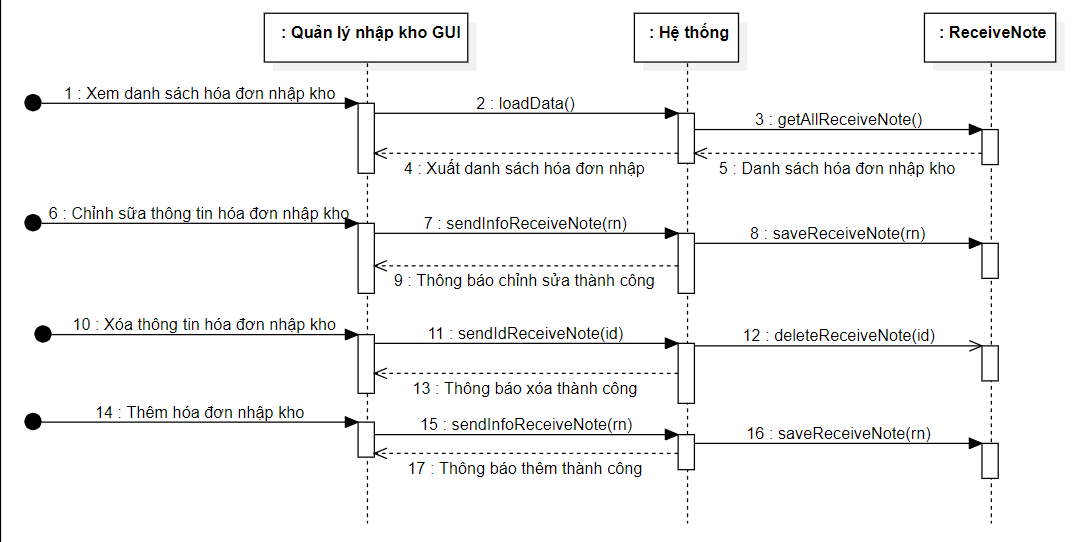 : Quản lý nhập kho GUI
: Hệ thống
: ReceiveNote
1 : Xem danh sách hóa đơn nhập kho
2 : loadData()
3 : getAllReceiveNote()
4 : Xuất danh sách hóa đơn nhập
5 : Danh sách hóa đơn nhập kho
6 : Chỉnh sữa thông tin hóa đơn nhập kho
7 : sendInfoReceiveNote(rn)
8 : saveReceiveNote(rn)
9 : Thông báo chỉnh sửa thành công
10 : Xóa thông tin hóa đơn nhập kho
11 : sendIdReceiveNote(id)
12 : deleteReceiveNote(id)
13 : Thông báo xóa thành công
14 : Thêm hóa đơn nhập kho
15 : sendInfoReceiveNote(rn)
16 : saveReceiveNote(rn)
17 : Thông báo thêm thành công